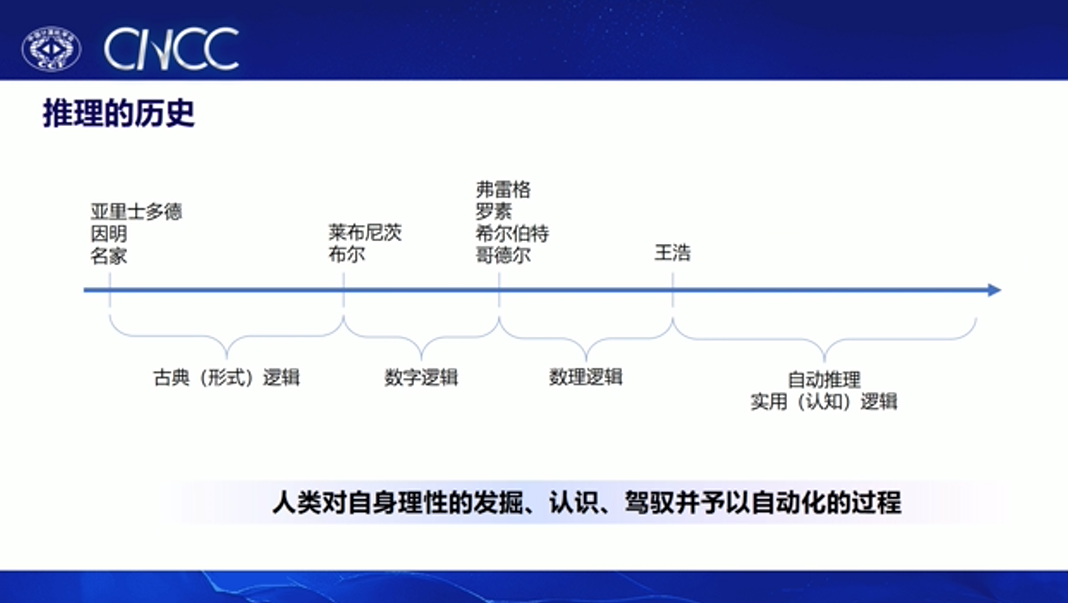 CNCC
推理的历史
亚里士多德
因明
名家
莱布尼茨
布尔
弗雷格
罗素
希尔伯特
哥德尔
王浩
古典（形式）逻辑
数字逻辑
数理逻辑
自动推理
实用（认知）逻辑
人类对自身理性的发掘、认识、驾驭并予以自动化的过程